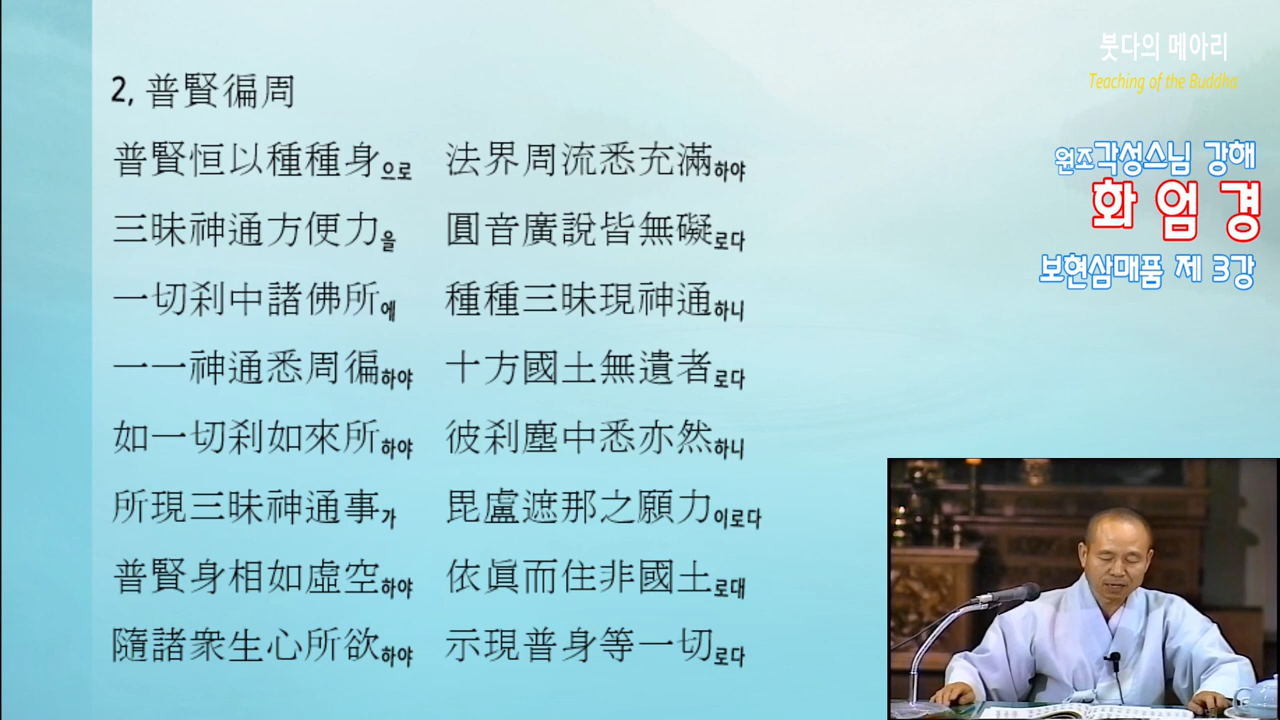 2, 普賢徧周
普賢恒以種種身으로 法界周流悉充滿하야
三昧神通方便力을 圓音廣說皆無礙로다
一切刹中諸佛所에 種種三昧現神通하니
一一神通悉周徧하야 十方國土無遺者로다
如一切刹如來所하야 彼刹塵中悉亦然하니
所現三昧神通事가 毘盧遮那之願力이로다
普賢身相如虛空하야 依眞而住非國土로대
隨諸衆生心所欲하야 示現普身等一切로다
붓다의 메아리
Teaching of the Buddha
원조각성스님 강해
화엄경
보현삼매품 제 3강